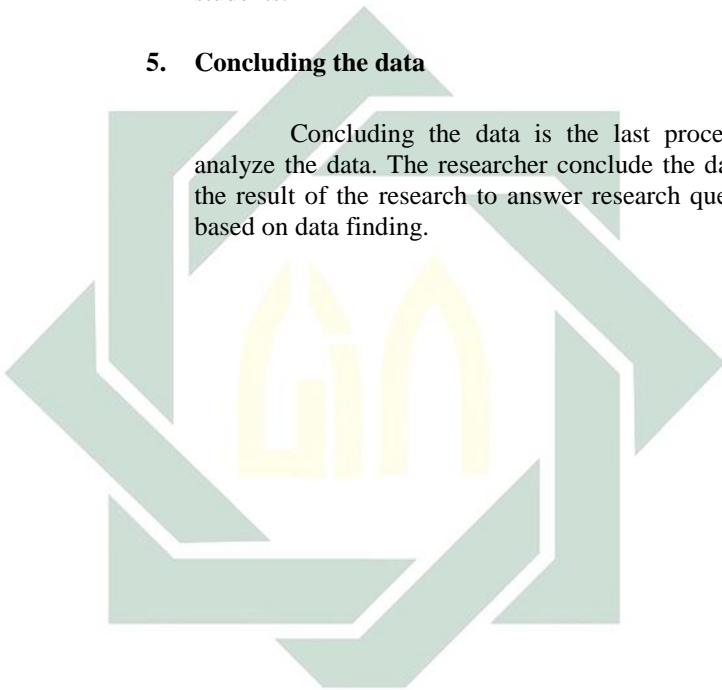 students.
5. Concluding the data
Concluding the data is the last proce
analyze the data. The researcher conclude the da
the result of the research to answer research que
based on data finding.